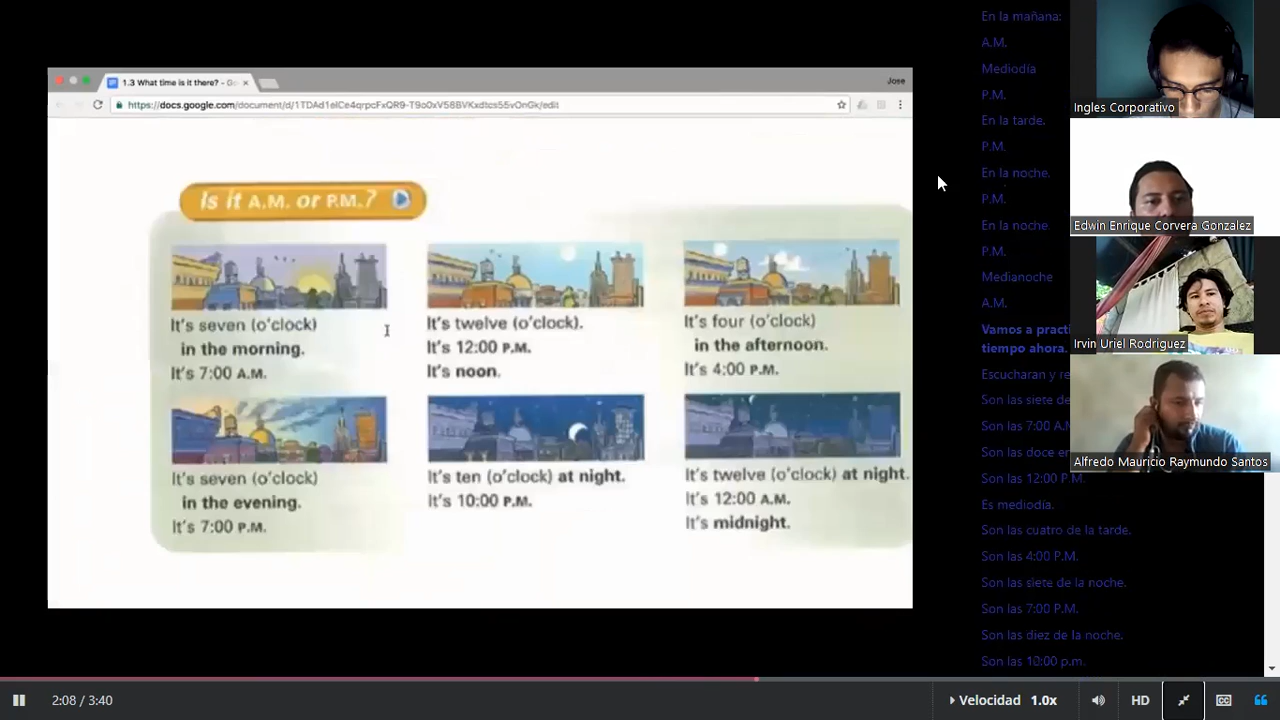 1.3 What time is it there? - Go
Jose
https://docs.google.com/document/d/
/edit
Is it A.M. or P.M.?
It's seven (o'clock)
in the morning.
It's 7:00 A.M.
It's twelve (o'clock).
It's 12:00 P.M.
It's noon.
It's four (o'clock)
in the afternoon.
It's 4:00 P.M.
It's seven (o'clock)
in the evening.
It's 7:00 P.M.
It's ten (o'clock) at night.
It's 10:00 P.M.
It's twelve (o'clock) at night.
It's 12:00 A.M.
It's midnight.
En la mañana:
A.M.
Mediodía
P.M.
En la tarde.
P.M.
En la noche.
P.M.
En la noche
P.M.
Medianoche
A.M.
Vamos a practi
tiempo ahora.
Escucharan y re
Son las siete de
Son las 7:00 A.M
Son las doce en
Son las 12:00 P.M.
Es mediodía.
Son las cuatro de la tarde.
Son las 4:00 P.M.
Son las siete de la noche.
Son las 7:00 P.M.
Son las diez de la noche.
Son las 10:00 p.m.
Ingles Corporativo
Edwin Enrique Corvera Gonzalez
Irvin Uriel Rodriguez
Alfredo Mauricio Raymundo Santos
2:08 / 3:40
Velocidad 1.0x
HD
CC